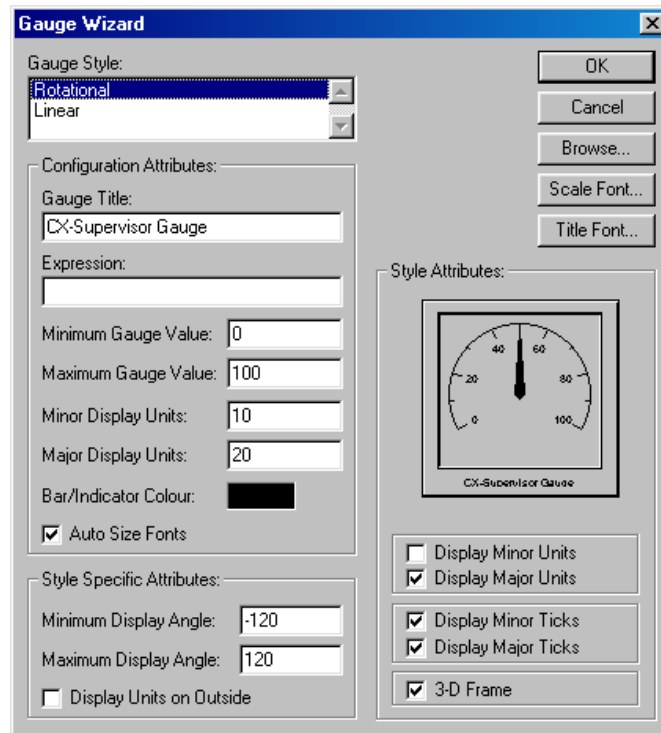 Gauge Wizard
Gauge Style:
Rotational
Linear
OK
Cancel
Browse...
Scale Font...
Title Font...
Configuration Attributes:
Gauge Title:
CX-Supervisor Gauge
Expression:
Minimum Gauge Value: 0
Maximum Gauge Value: 100
Minor Display Units: 10
Major Display Units: 20
Bar/Indicator Colour:
Auto Size Fonts
Style Specific Attributes:
Minimum Display Angle: -120
Maximum Display Angle: 120
Display Units on Outside
Style Attributes:
40 60
20 80
0 100
CX-Supervisor Gauge
Display Minor Units
Display Major Units
Display Minor Ticks
Display Major Ticks
3-D Frame